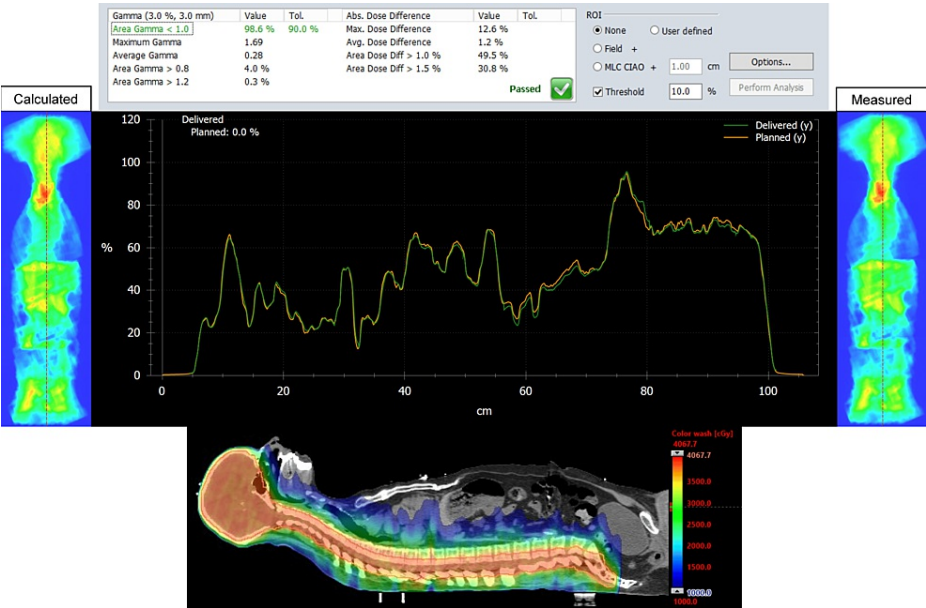 Gamma (3.0 %, 3.0 mm) Value Tol. Abs. Dose Difference Value Tol.
Area Gamma < 1.0 98.6 % 90.0 % Max. Dose Difference 12.6 %
Maximum Gamma 1.69 Avg. Dose Difference 1.2 %
Average Gamma 0.28 Area Dose Diff > 1.0 % 49.5 %
Area Gamma > 0.8 4.0 % Area Dose Diff > 1.5 % 30.8 %
Area Gamma > 1.2 0.3 %
Passed
ROI
None User defined
Field +
MLC CIAO + 1.00 cm Options...
Threshold 10.0 % Perform Analysis
Calculated
Measured
Delivered
Planned: 0.0 %
Delivered (y)
Planned (y)
120
100
80
%
60
40
20
0
0 20 40 60 80 100
cm
Color wash [cGy]
4067.7
4067.7
3500.0
3000.0
2500.0
2000.0
1500.0
1000.0
1000.0